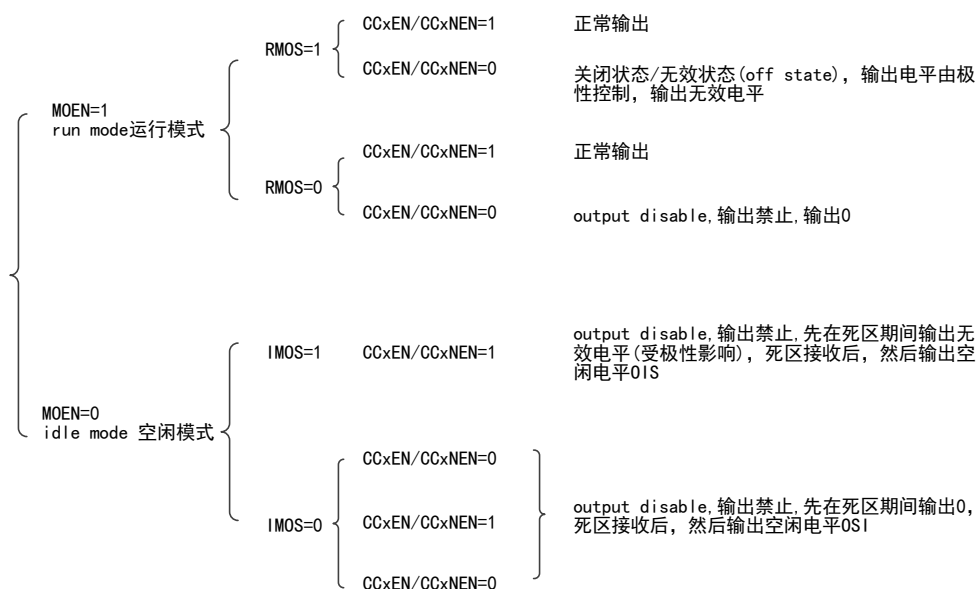 CCxEN/CCxNEN=1 正常输出
RMOS=1
CCxEN/CCxNEN=0 关闭状态/无效状态(off state), 输出电平由极
性控制, 输出无效电平
MOEN=1
run mode运行模式
CCxEN/CCxNEN=1 正常输出
RMOS=0
CCxEN/CCxNEN=0 output disable,输出禁止,输出0
IMOS=1 CCxEN/CCxNEN=1 output disable,输出禁止,先在死区期间输出无
效电平(受极性影响), 死区接收后, 然后输出空
闲电平OIS
MOEN=0
idle mode 空闲模式
CCxEN/CCxNEN=0
IMOS=0 CCxEN/CCxNEN=1 output disable,输出禁止,先在死区期间输出0,
死区接收后, 然后输出空闲电平OSI
CCxEN/CCxNEN=0